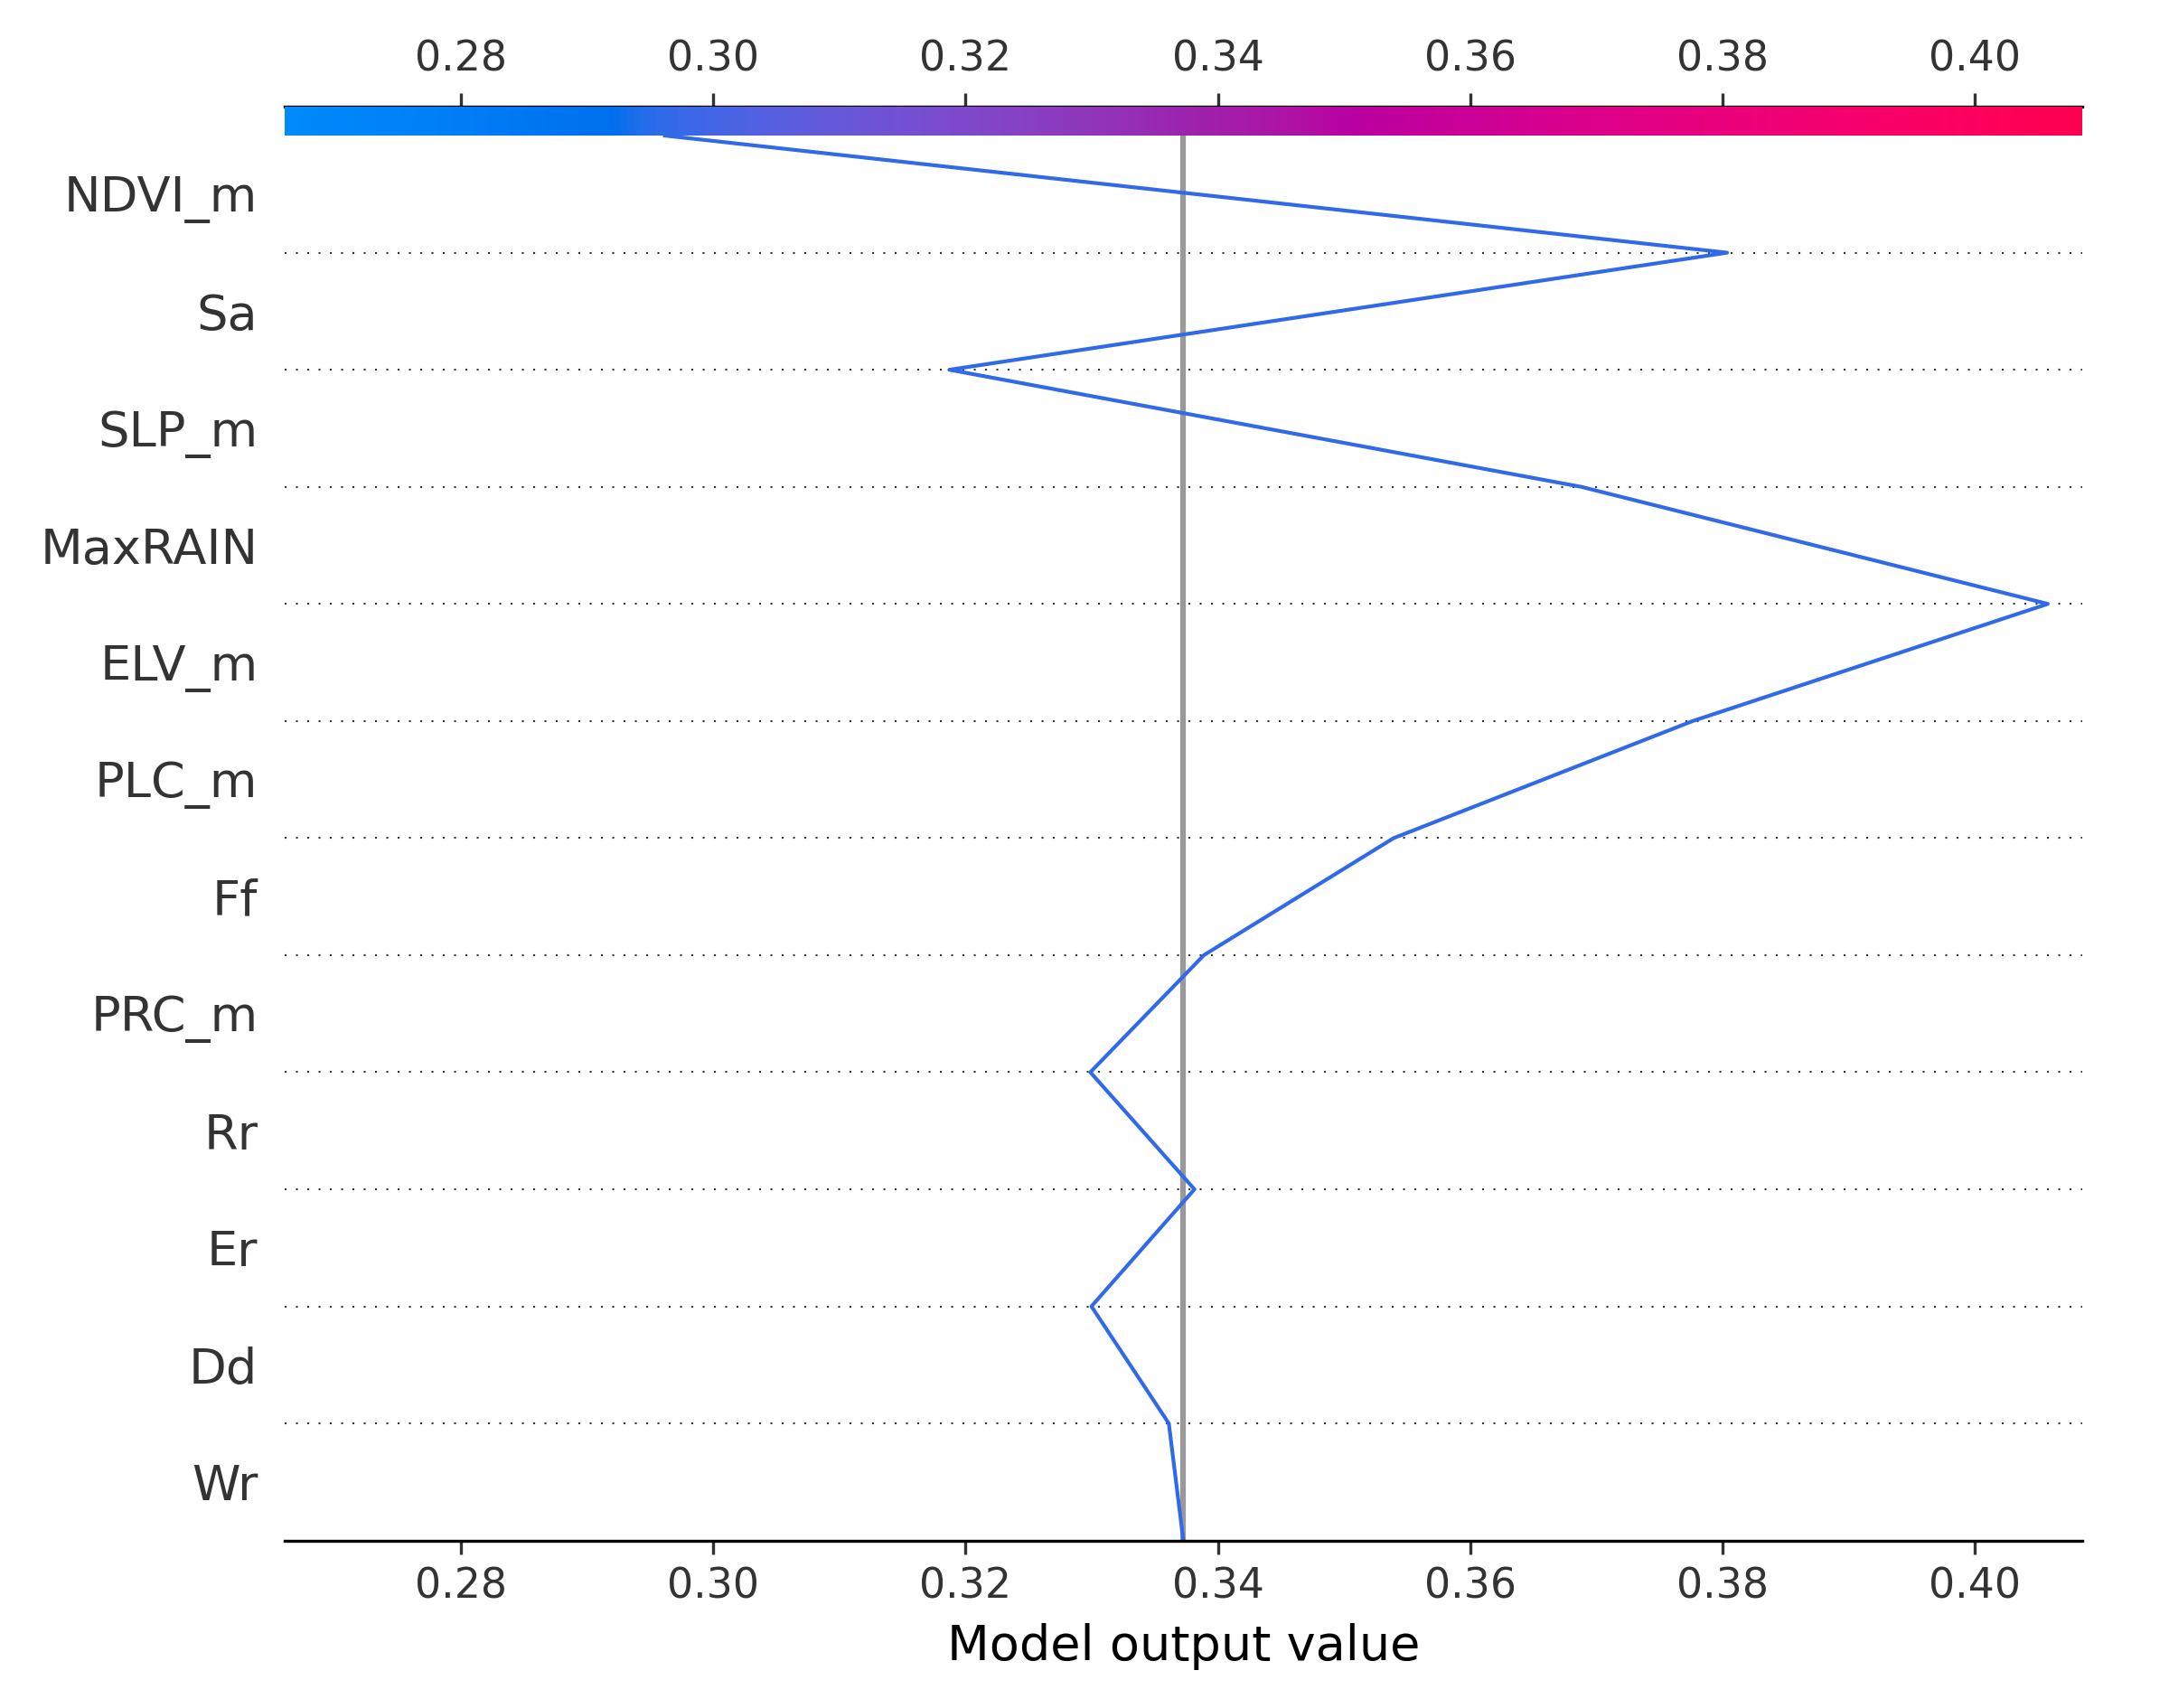 0.28 0.30 0.32 0.34 0.36 0.38 0.40
NDVI_m
Sa
SLP_m
MaxRAIN
ELV_m
PLC_m
Ff
PRC_m
Rr
Er
Dd
Wr
0.28 0.30 0.32 0.34 0.36 0.38 0.40
Model output value